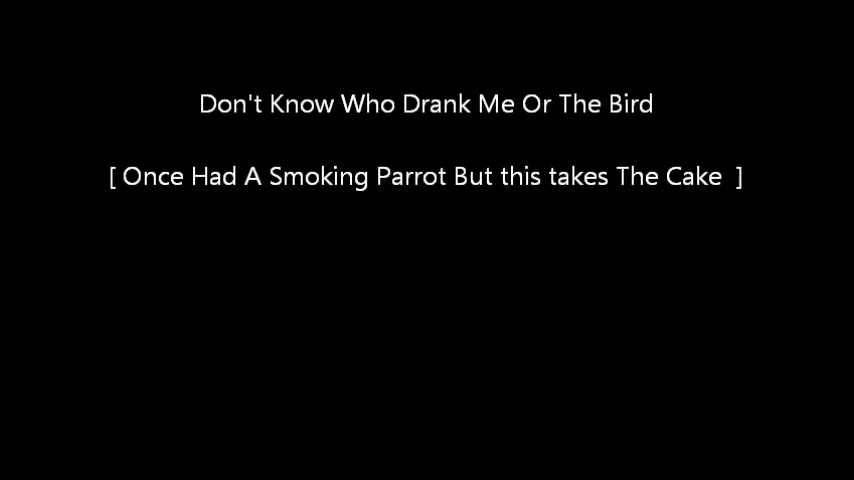 Don't Know Who Drank Me Or The Bird
[ Once Had A Smoking Parrot But this takes The Cake ]